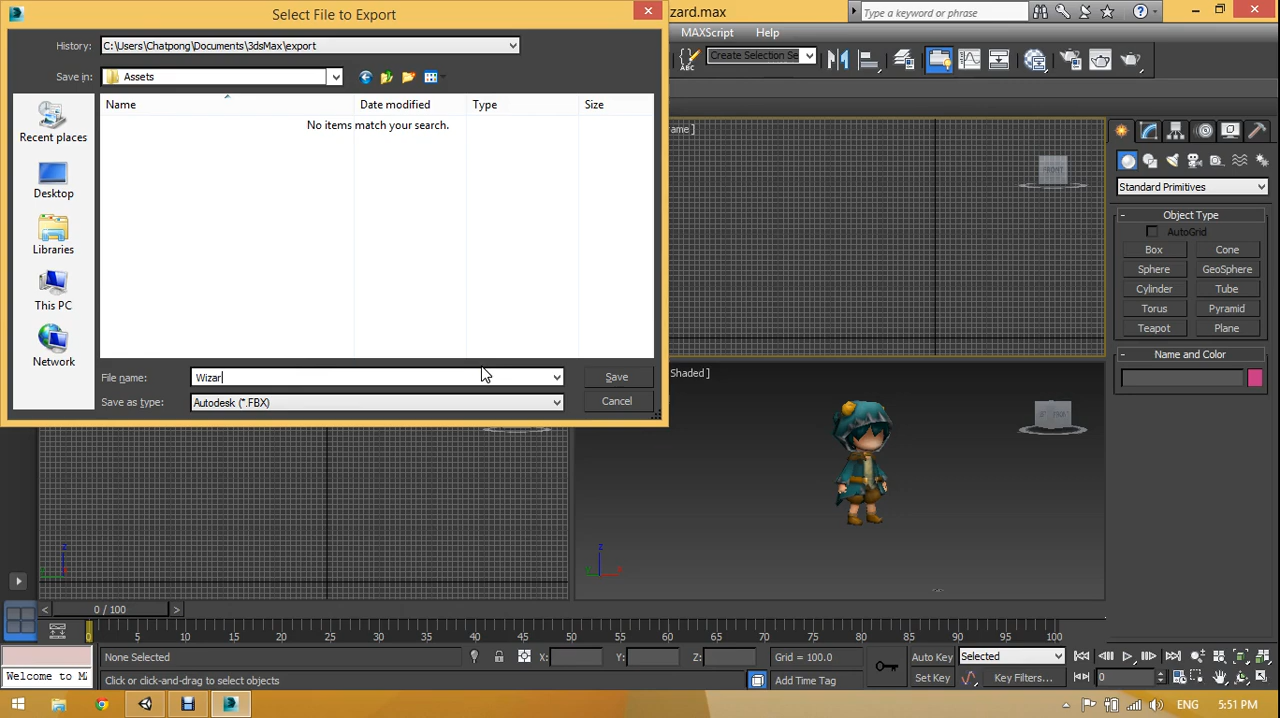 Select File to Export
zard.max
Type a keyword or phrase
History: C:\Users\Chatpong\Documents\3dsMax\export
MAXScript Help
ABC
Create Selection Se
Save in: Assets
Name Date modified Type Size
Recent places
No items match your search.
Desktop
Libraries
This PC
Network
File name: Wizar
Save
Save as type: Autodesk (*.FBX)
Cancel
ame ]
FRONT
Shaded ]
Standard Primitives
- Object Type
AutoGrid
Box Cone
Sphere GeoSphere
Cylinder Tube
Torus Pyramid
Teapot Plane
- Name and Color
z
z
< 0 / 100 >
0 5 10 15 20 25 30 35 40 45 50 55 60 65 70 75 80 85 90 95 100
None Selected X: Y: Z: Grid = 100.0
Auto Key Selected
Welcome to M
Click or click-and-drag to select objects
Add Time Tag
Set Key Key Filters...
0
ENG 5:51 PM